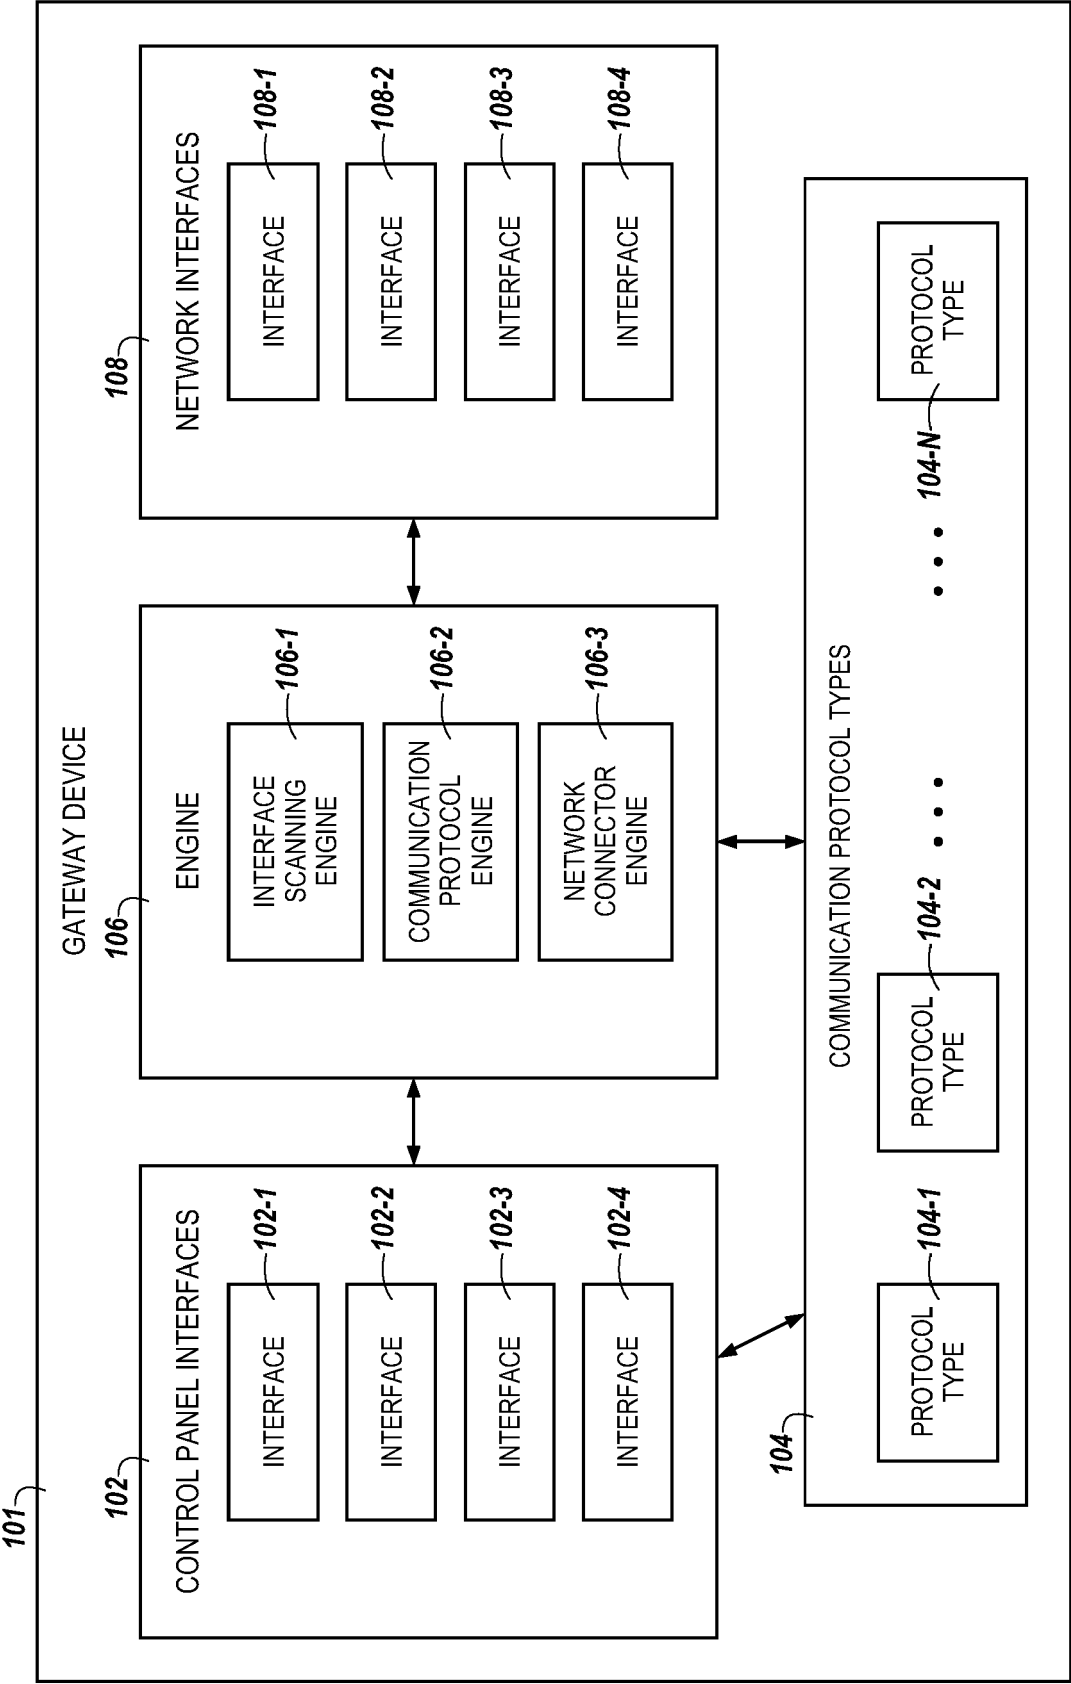 101
GATEWAY DEVICE
102
CONTROL PANEL INTERFACES
INTERFACE
102-1
INTERFACE
102-2
INTERFACE
102-3
INTERFACE
102-4
106
ENGINE
INTERFACE
SCANNING
ENGINE
106-1
COMMUNICATION
PROTOCOL
ENGINE
106-2
NETWORK
CONNECTOR
ENGINE
106-3
108
NETWORK INTERFACES
INTERFACE
108-1
INTERFACE
108-2
INTERFACE
108-3
INTERFACE
108-4
104
COMMUNICATION PROTOCOL TYPES
PROTOCOL
TYPE
104-1
PROTOCOL
TYPE
104-2
104-N
PROTOCOL
TYPE